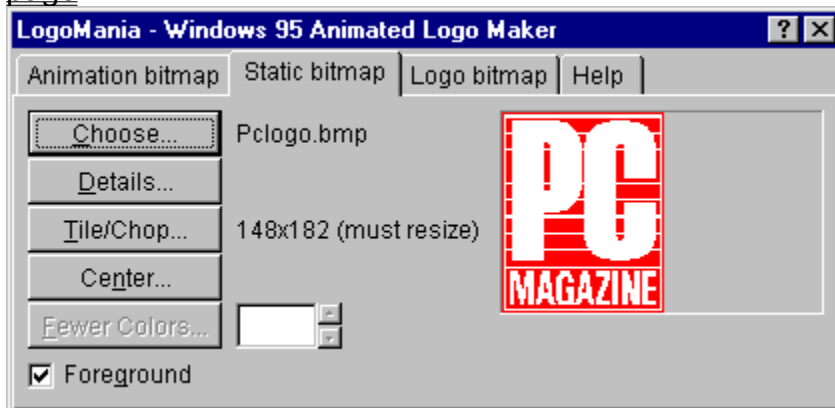 LogoMania - Windows 95 Animated Logo Maker
Animation bitmap Static bitmap Logo bitmap Help
Choose... Pclogo.bmp
Details...
Tile/Chop... 148x182 (must resize)
Center...
Fewer Colors...
Foreground
PC
MAGAZINE